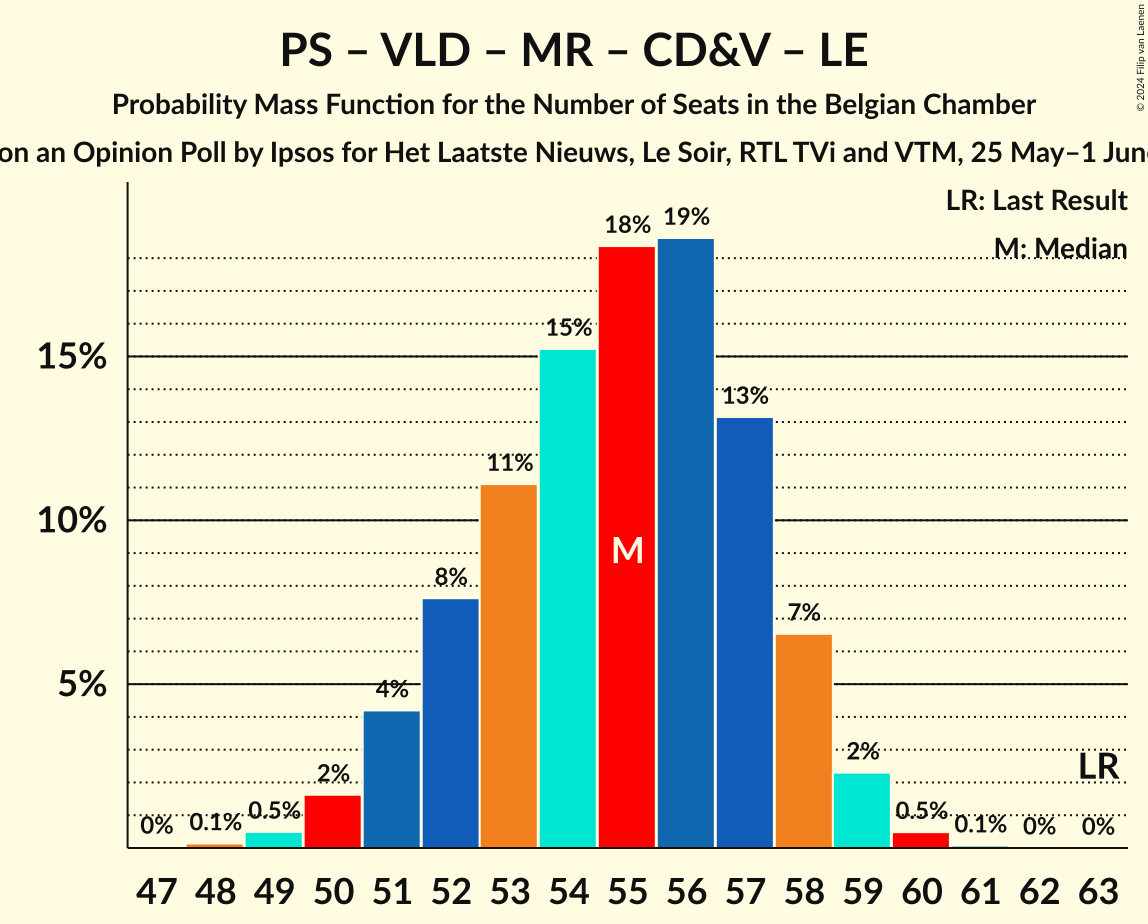 PS – VLD – MR – CD&V – LE
Probability Mass Function for the Number of Seats in the Belgian Chamber
on an Opinion Poll by Ipsos for Het Laatste Nieuws, Le Soir, RTL TVi and VTM, 25 May–1 June
© 2024 Filip van Laenen
LR: Last Result
M: Median
15%
10%
5%
0% 0.1% 0.5% 2% 4% 8% 11% 15% 18% 19% 13% 7% 2% 0.5% 0.1% 0% 0%
M
LR
47 48 49 50 51 52 53 54 55 56 57 58 59 60 61 62 63